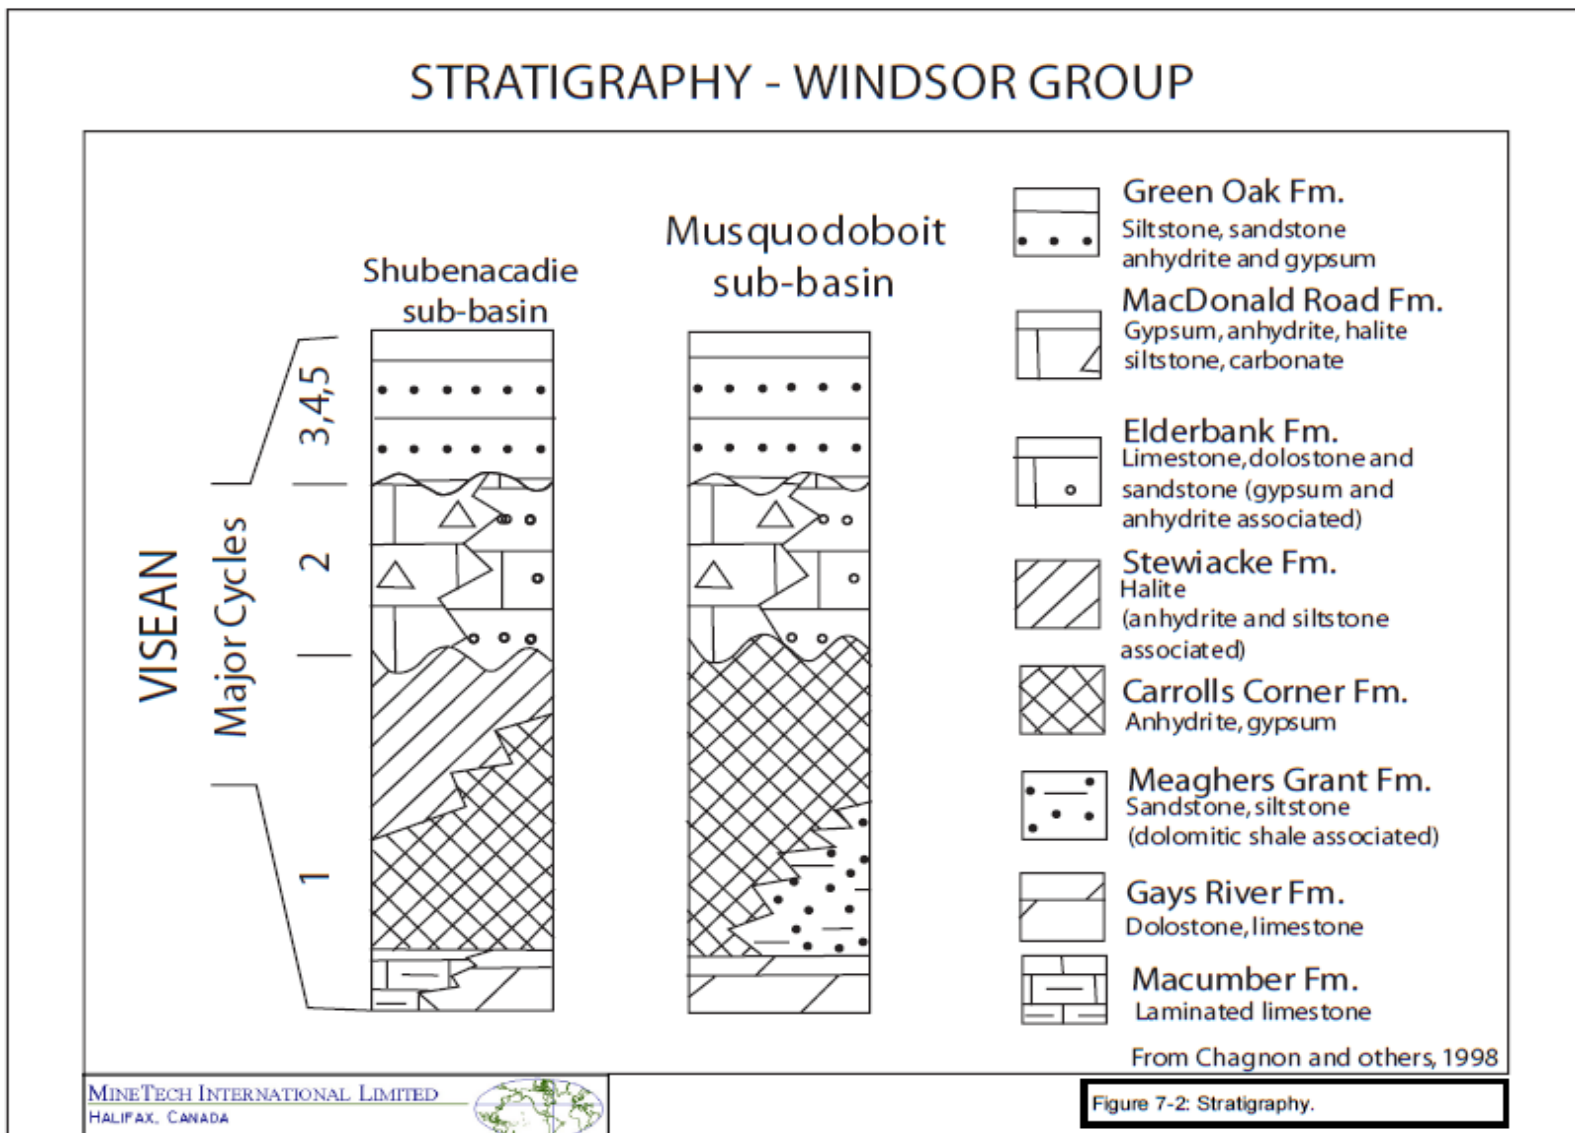 STRATIGRAPHY - WINDSOR GROUP
Shubenacadie
sub-basin
Musquodoboit
sub-basin
VISEAN
Major Cycles
3,4,5
2
1
Green Oak Fm.
Siltstone, sandstone
anhydrite and gypsum
MacDonald Road Fm.
Gypsum, anhydrite, halite
siltstone, carbonate
Elderbank Fm.
Limestone, dolostone and
sandstone (gypsum and
anhydrite associated)
Stewiacke Fm.
Halite
(anhydrite and siltstone
associated)
Carrolls Corner Fm.
Anhydrite, gypsum
Meaghers Grant Fm.
Sandstone, siltstone
(dolomitic shale associated)
Gays River Fm.
Dolostone, limestone
Macumber Fm.
Laminated limestone
From Chagnon and others, 1998
MINETECH INTERNATIONAL LIMITED
HALIFAX, CANADA
Figure 7-2: Stratigraphy.